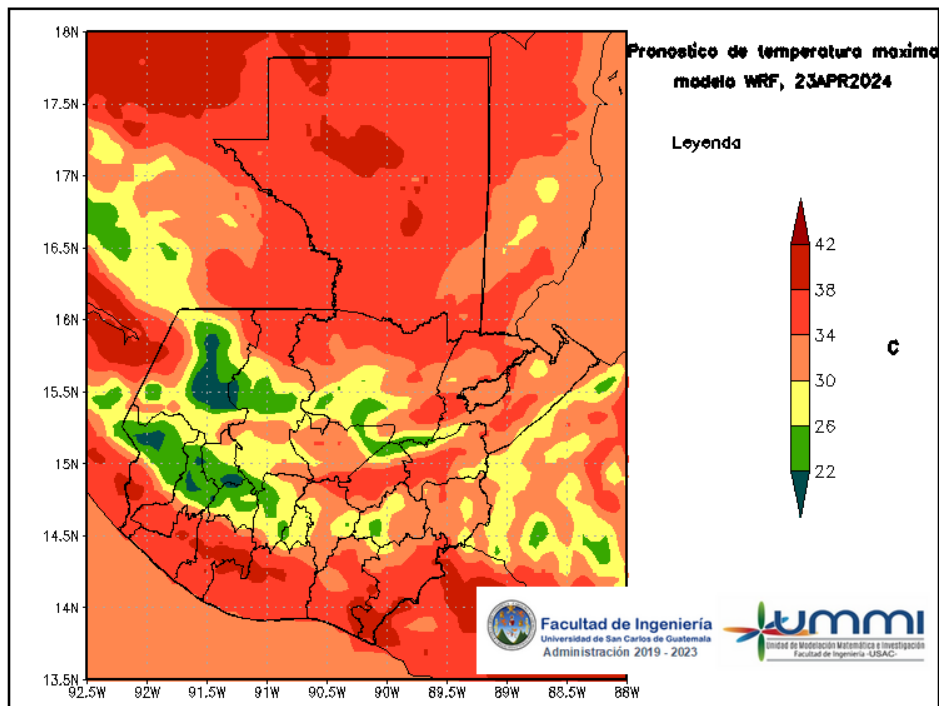 Pronostico de temperatura maxima
modelo WRF, 23APR2024
Leyenda
42
38
34
30
26
22
C
18N
17.5N
17N
16.5N
16N
15.5N
15N
14.5N
14N
13.5N
92.5W
92W
91.5W
91W
90.5W
90W
89.5W
89W
88.5W
88W
Facultad de Ingeniería
Universidad de San Carlos de Guatemala
Administración 2019 - 2023
ummi
Unidad de Modelación Matemática e Investigación
Facultad de Ingeniería -USAC-